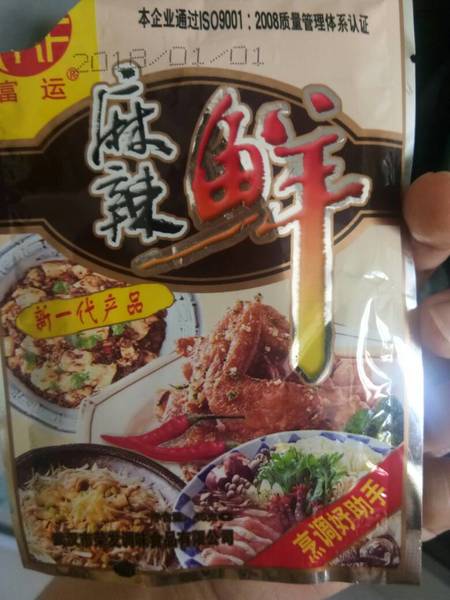 本企业通过ISO9001：2008质量管理体系认证
2018/01/01
富运®
麻辣鲜
新一代产品
烹调好助手